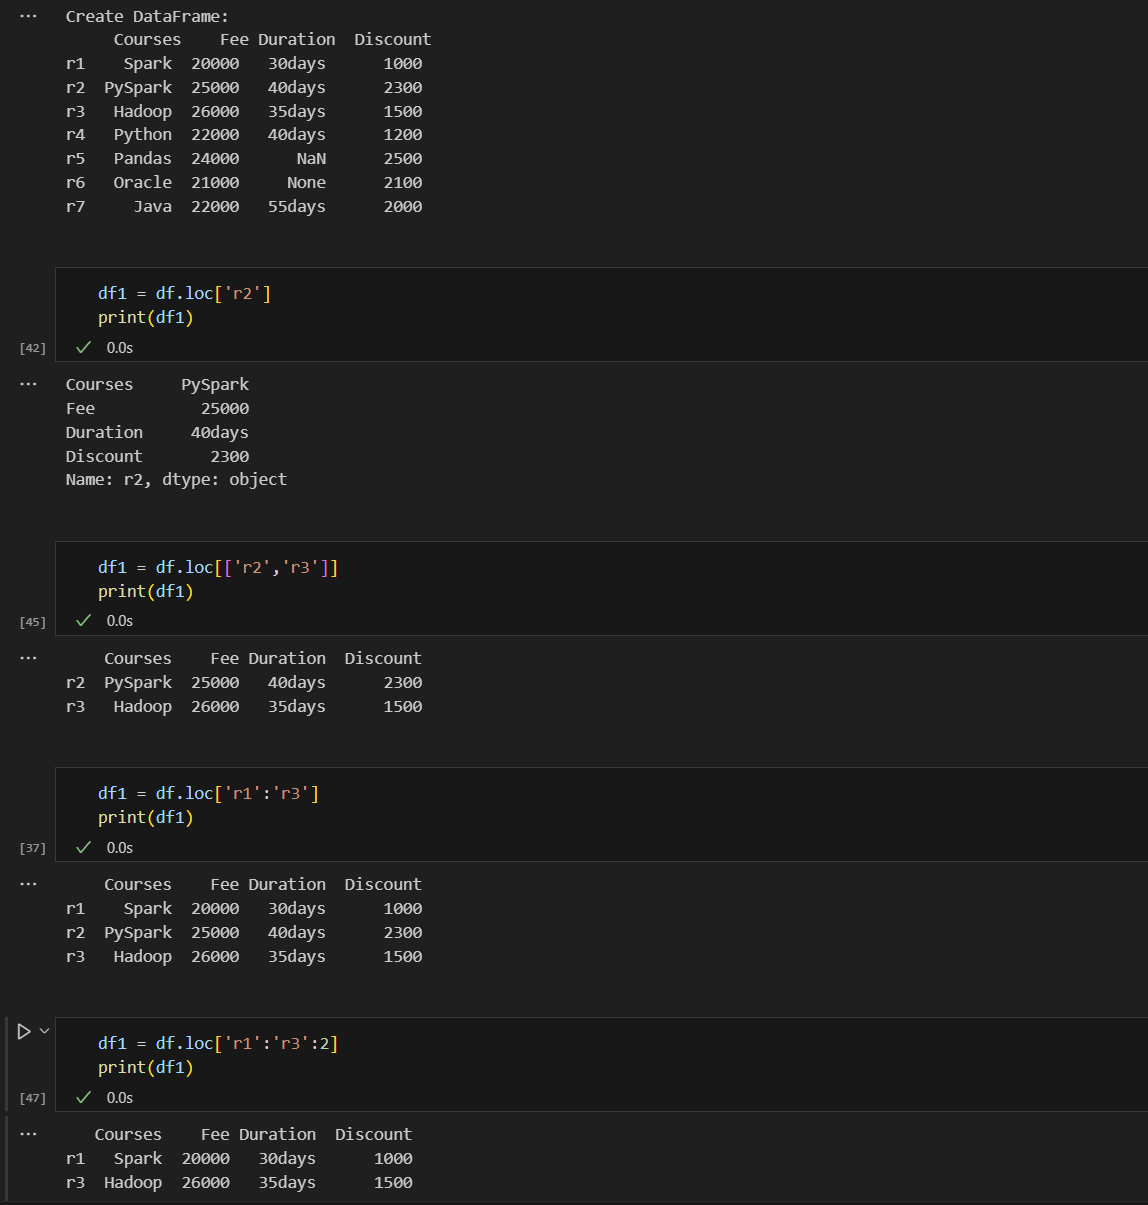 ... Create DataFrame:
     Courses    Fee Duration  Discount
r1    Spark  20000   30days      1000
r2  PySpark  25000   40days      2300
r3   Hadoop  26000   35days      1500
r4   Python  22000   40days      1200
r5   Pandas  24000      NaN      2500
r6   Oracle  21000     None      2100
r7     Java  22000   55days      2000
df1 = df.loc['r2']
print(df1)
[42] ✓ 0.0s
... Courses     PySpark
Fee           25000
Duration     40days
Discount       2300
Name: r2, dtype: object
df1 = df.loc[['r2','r3']]
print(df1)
[45] ✓ 0.0s
...     Courses    Fee Duration  Discount
r2  PySpark  25000   40days      2300
r3   Hadoop  26000   35days      1500
df1 = df.loc['r1':'r3']
print(df1)
[37] ✓ 0.0s
...     Courses    Fee Duration  Discount
r1    Spark  20000   30days      1000
r2  PySpark  25000   40days      2300
r3   Hadoop  26000   35days      1500
df1 = df.loc['r1':'r3':2]
print(df1)
[47] ✓ 0.0s
...    Courses    Fee Duration  Discount
r1   Spark  20000   30days      1000
r3  Hadoop  26000   35days      1500